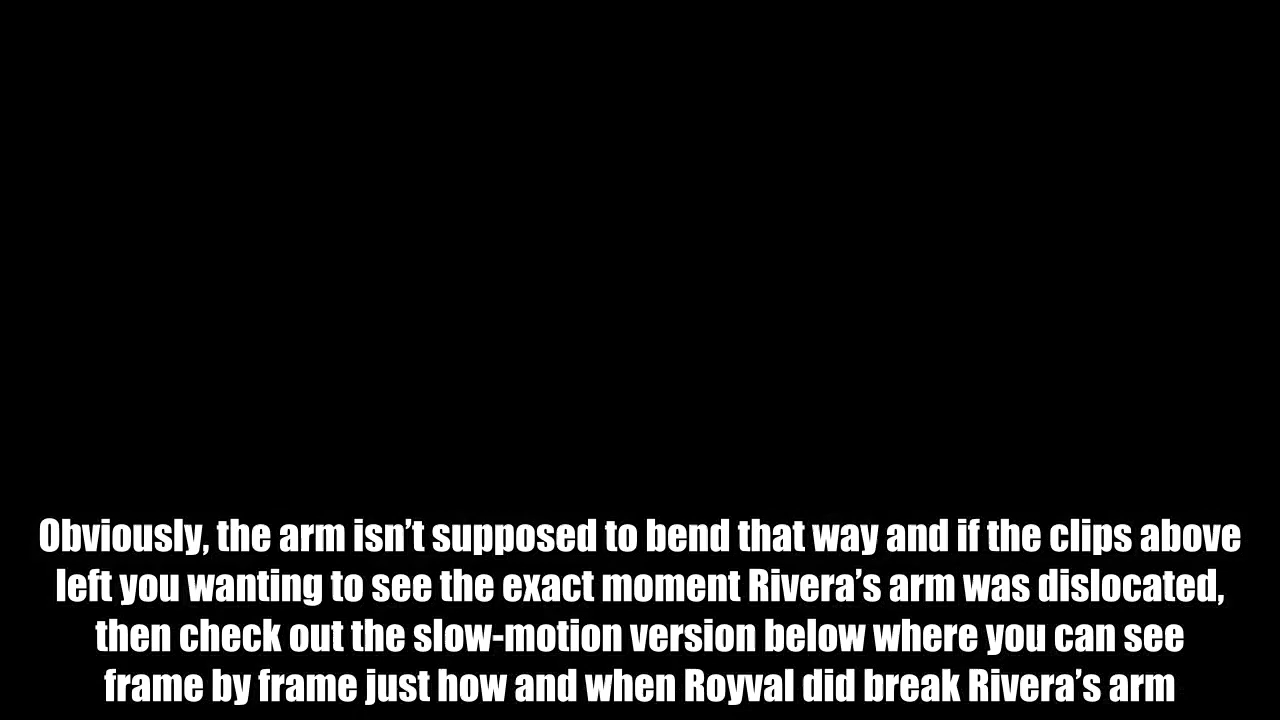 Obviously, the arm isn’t supposed to bend that way and if the clips above
left you wanting to see the exact moment Rivera’s arm was dislocated,
then check out the slow-motion version below where you can see
frame by frame just how and when Royval did break Rivera’s arm